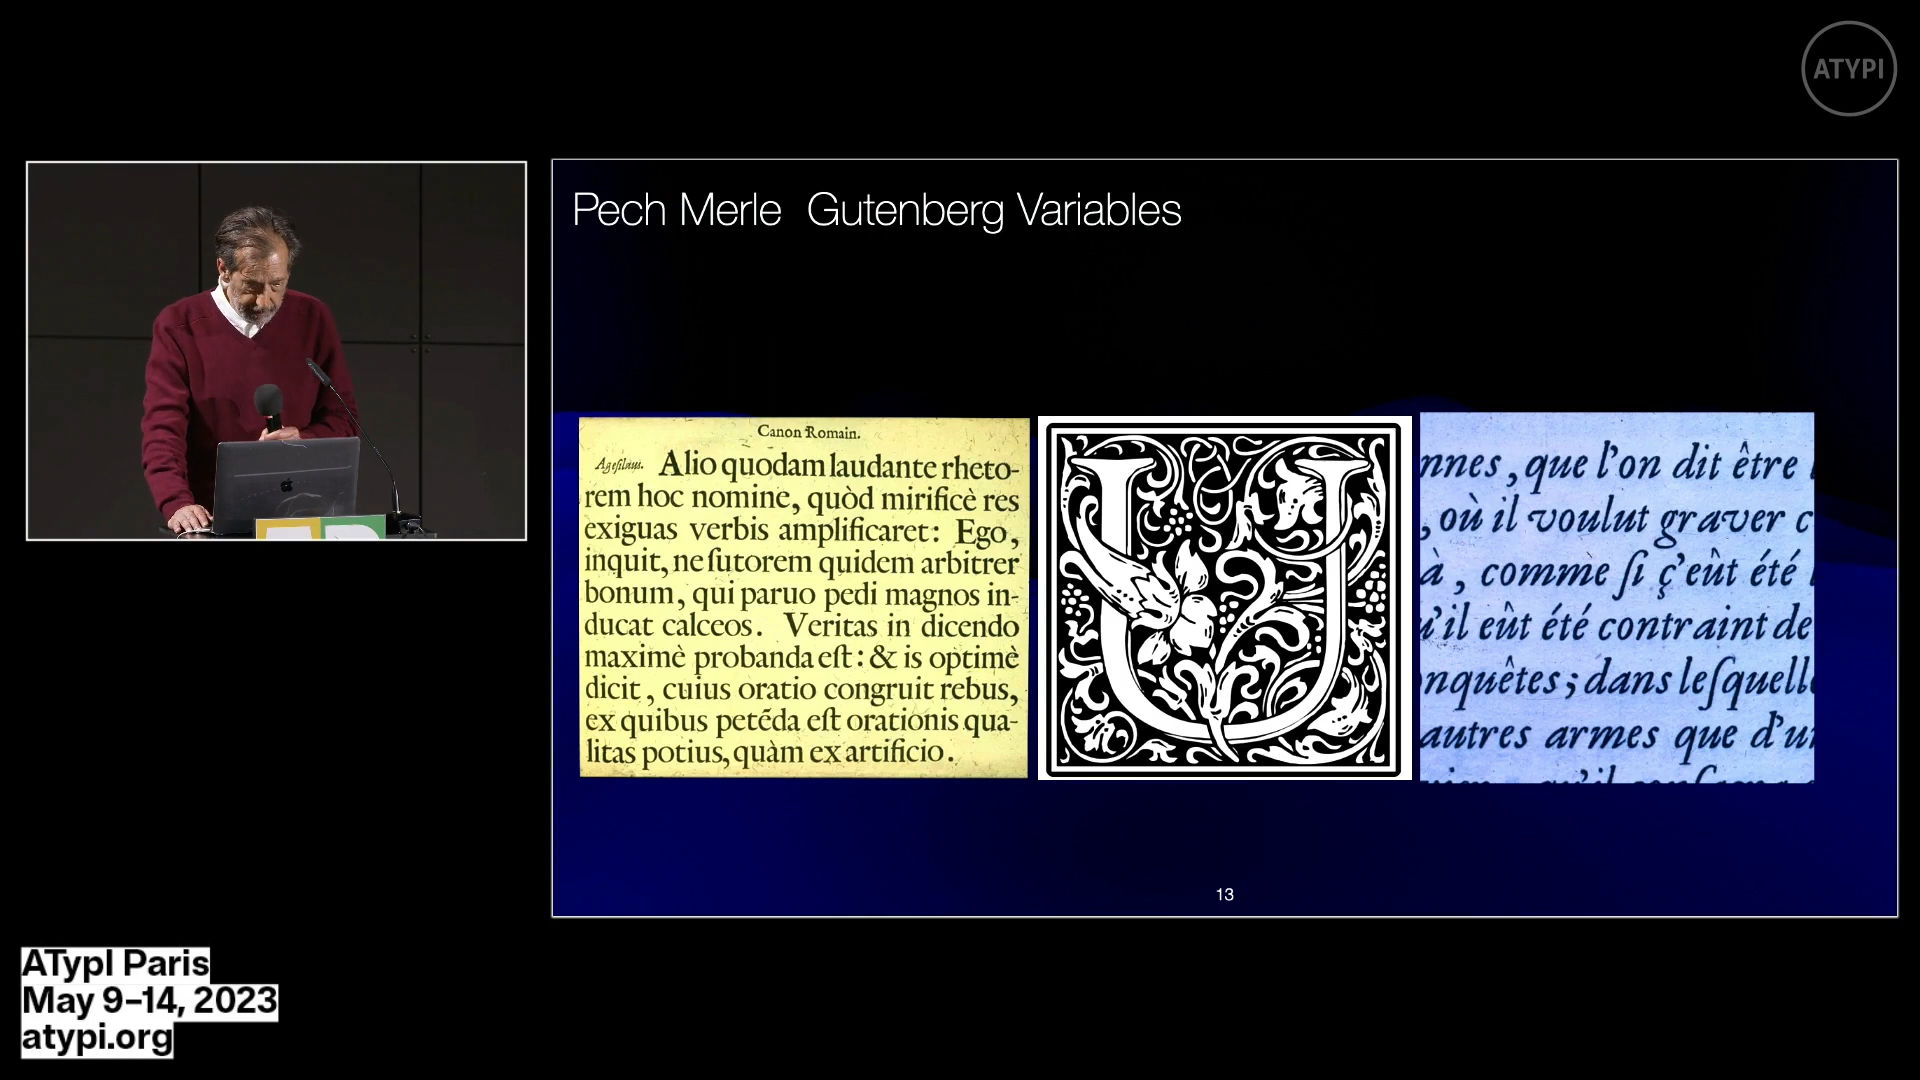 ATYPI
Pech Merle Gutenberg Variables
Canon Romain.
Agesilaus. Alio quodam laudante rheto-
rem hoc nomine, quòd mirificè res
exiguas verbis amplificaret: Ego,
inquit, ne ſutorem quidem arbitrer
bonum, qui paruo pedi magnos in-
ducat calceos. Veritas in dicendo
maximè probanda eſt: & is optimè
dicit, cuius oratio congruit rebus,
ex quibus petẽda eſt orationis qua-
litas potius, quàm ex artificio.
U
nnes, que l'on dit être
, où il voulut graver c
à, comme ſi ç'eût été
'il eût été contraint de
nquêtes; dans leſquell
autres armes que d'u
13
ATypI Paris
May 9–14, 2023
atypi.org